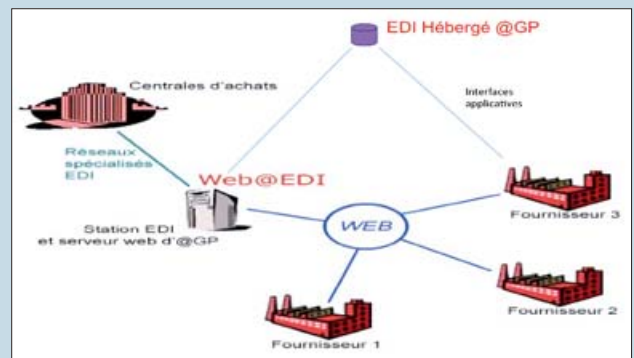 EDI Hébergé @GP
Centrales d'achats
Interfaces
applicatives
Réseaux
spécialisés
EDI
Web@EDI
Station EDI
et serveur web d'@GP
WEB
Fournisseur 3
Fournisseur 2
Fournisseur 1